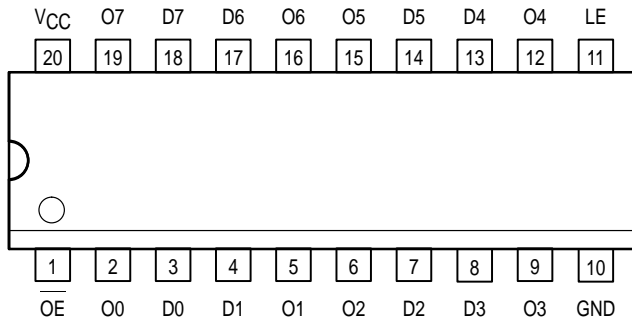 VCC O7 D7 D6 O6 O5 D5 D4 O4 LE
20 19 18 17 16 15 14 13 12 11
1 2 3 4 5 6 7 8 9 10
OE O0 D0 D1 O1 O2 D2 D3 O3 GND